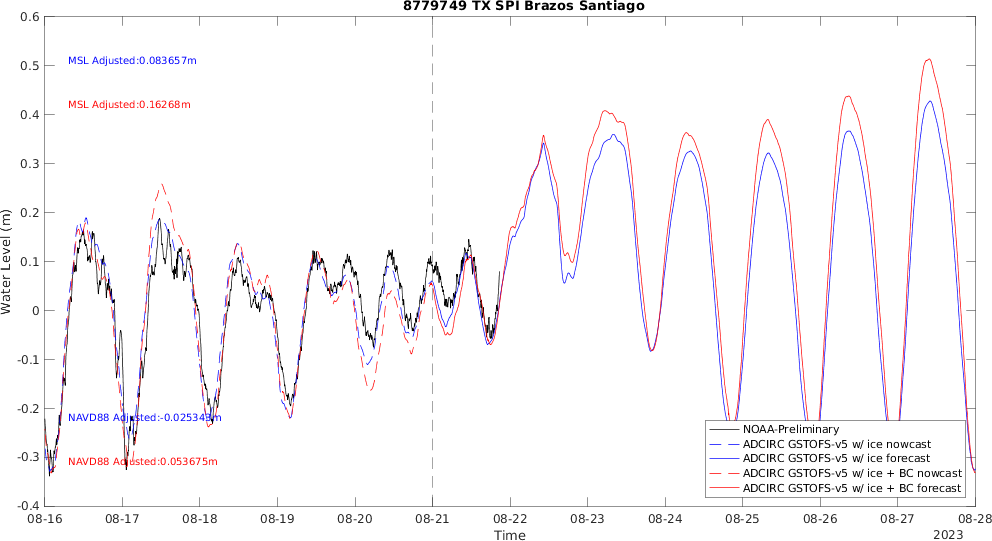 8779749 TX SPI Brazos Santiago
0.6
0.5
0.4
0.3
0.2
0.1
0
-0.1
-0.2
-0.3
-0.4
Water Level (m)
MSL Adjusted:0.083657m
MSL Adjusted:0.16268m
NAVD88 Adjusted:-0.025343m
NAVD88 Adjusted:0.053675m
NOAA-Preliminary
ADCIRC GSTOFS-v5 w/ ice nowcast
ADCIRC GSTOFS-v5 w/ ice forecast
ADCIRC GSTOFS-v5 w/ ice + BC nowcast
ADCIRC GSTOFS-v5 w/ ice + BC forecast
08-16 08-17 08-18 08-19 08-20 08-21 08-22 08-23 08-24 08-25 08-26 08-27 08-28
Time
2023